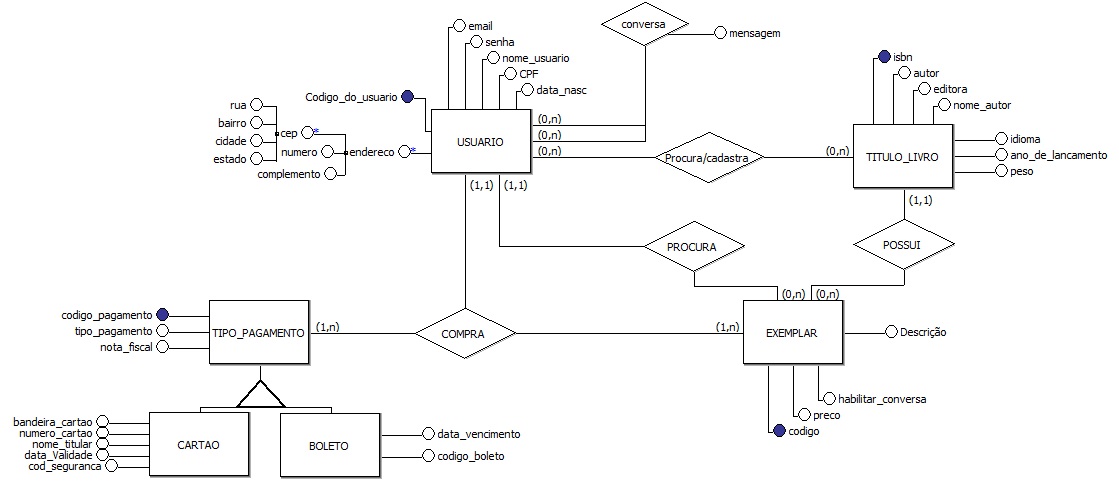 email
conversa
senha
mensagem
nome_usuario
isbn
CPF
autor
data_nasc
editora
Codigo_do_usuario
nome_autor
rua
bairro
cep
*
cidade
numero
endereco
*
estado
complemento
USUARIO
(0,n)
(0,n)
(0,n)
Procura/cadastra
(0,n)
TITULO_LIVRO
idioma
ano_de_lancamento
peso
(1,1)
(1,1)
(1,1)
PROCURA
POSSUI
(0,n)
(0,n)
codigo_pagamento
tipo_pagamento
nota_fiscal
TIPO_PAGAMENTO
(1,n)
COMPRA
(1,n)
EXEMPLAR
Descrição
habilitar_conversa
preco
codigo
bandeira_cartao
numero_cartao
nome_titular
data_Validade
cod_seguranca
CARTAO
BOLETO
data_vencimento
codigo_boleto